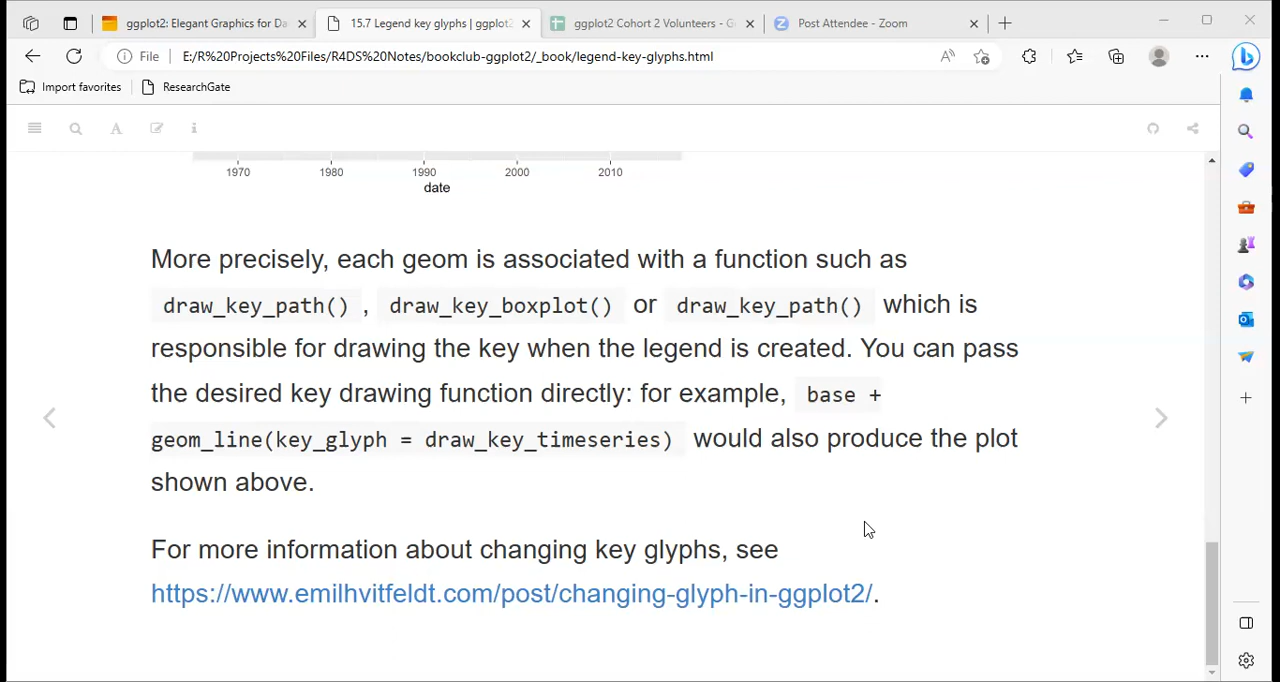 ggplot2: Elegant Graphics for Da
15.7 Legend key glyphs | ggplot2
ggplot2 Cohort 2 Volunteers - G
Post Attendee - Zoom
File
E:/R%20Projects%20Files/R4DS%20Notes/bookclub-ggplot2/_book/legend-key-glyphs.html
Import favorites
ResearchGate
1970 1980 1990 2000 2010
date
More precisely, each geom is associated with a function such as
draw_key_path() , draw_key_boxplot() or draw_key_path() which is
responsible for drawing the key when the legend is created. You can pass
the desired key drawing function directly: for example, base +
geom_line(key_glyph = draw_key_timeseries) would also produce the plot
shown above.
For more information about changing key glyphs, see
https://www.emilhvitfeldt.com/post/changing-glyph-in-ggplot2/.